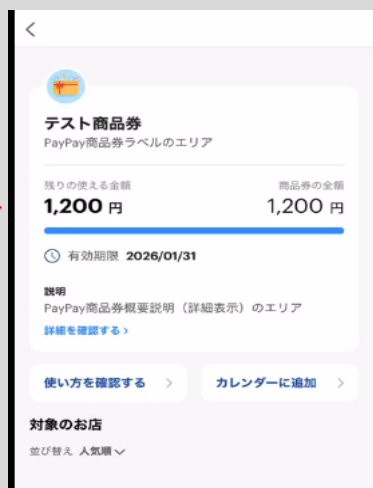 テスト商品券
PayPay商品券ラベルのエリア
残りの使える金額 商品券の金額
1,200 円 1,200 円
有効期限 2026/01/31
説明
PayPay商品券概要説明（詳細表示）のエリア
詳細を確認する >
使い方を確認する > カレンダーに追加 >
対象のお店
並び替え 人気順